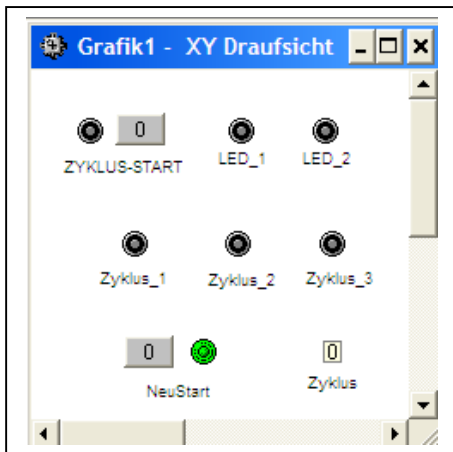 Grafik1 - XY Draufsicht
0
ZYKLUS-START
LED_1
LED_2
Zyklus_1
Zyklus_2
Zyklus_3
0
NeuStart
0
Zyklus